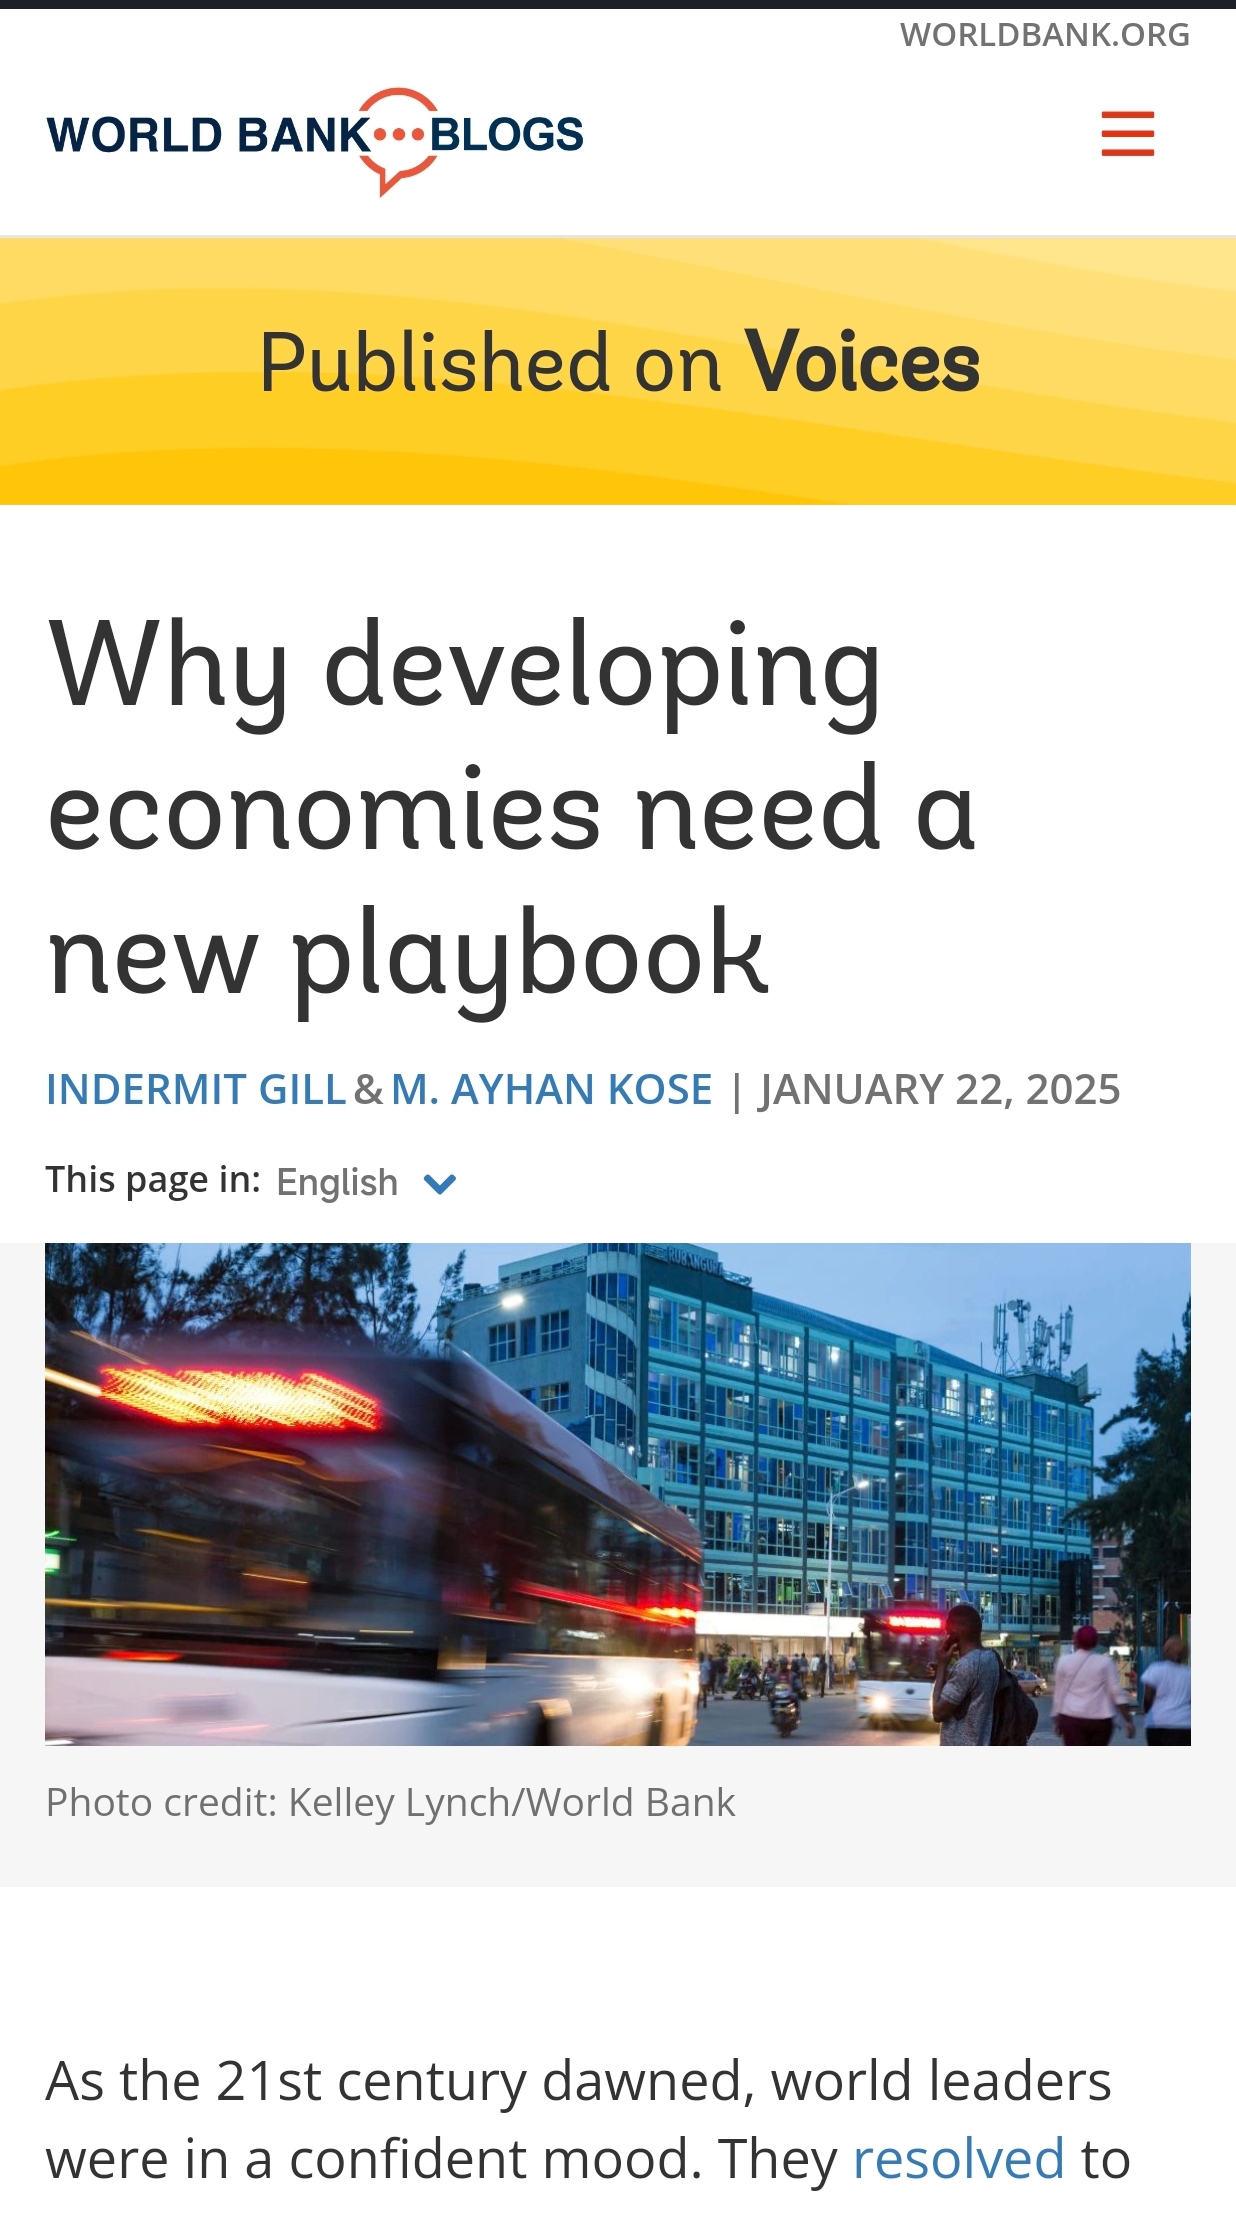 WORLDBANK.ORG
WORLD BANK BLOGS
Published on Voices
Why developing
economies need a
new playbook
INDERMIT GILL & M. AYHAN KOSE | JANUARY 22, 2025
This page in: English
Photo credit: Kelley Lynch/World Bank
As the 21st century dawned, world leaders
were in a confident mood. They resolved to